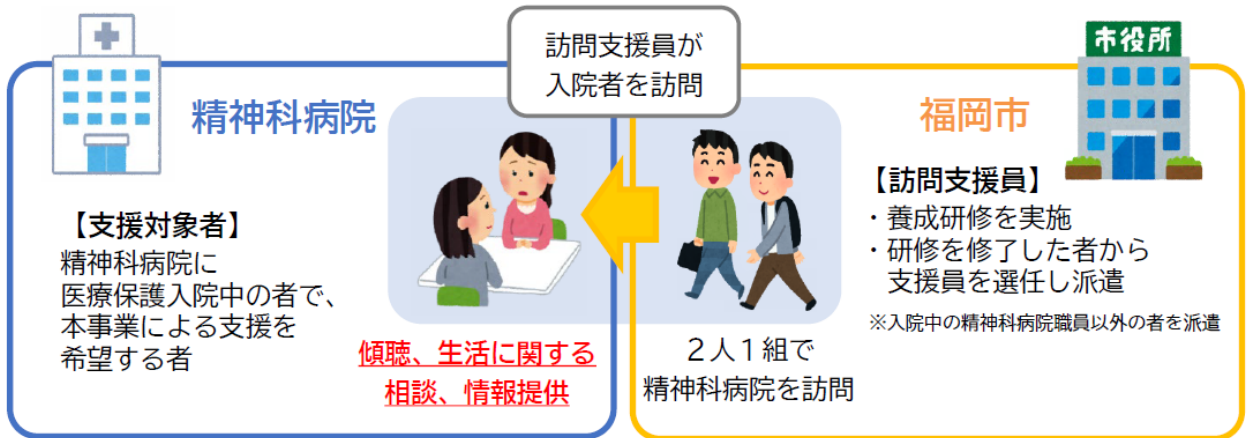 訪問支援員が
入院者を訪問
市役所
精神科病院
福岡市
【支援対象者】
精神科病院に
医療保護入院中の者で、
本事業による支援を
希望する者
傾聴、生活に関する
相談、情報提供
２人１組で
精神科病院を訪問
【訪問支援員】
・養成研修を実施
・研修を修了した者から
支援員を選任し派遣
※入院中の精神科病院職員以外の者を派遣